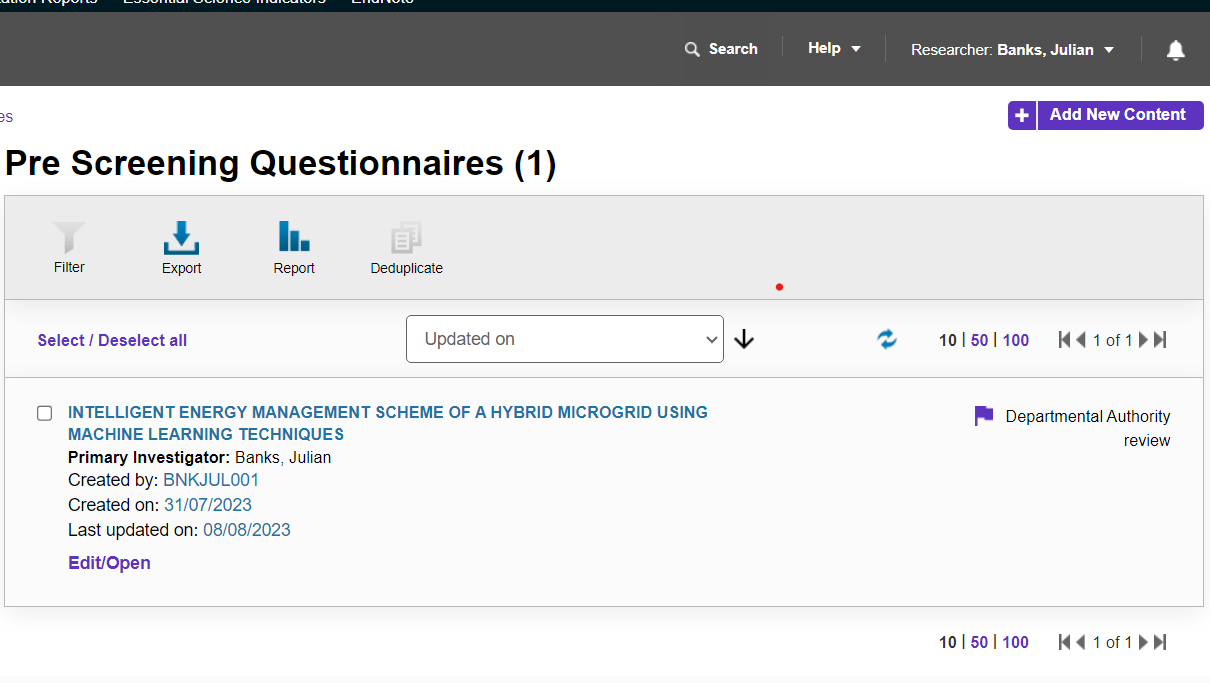 Essential Science Indicators
Search
Help
Researcher: Banks, Julian
es
+ Add New Content
Pre Screening Questionnaires (1)
Filter
Export
Report
Deduplicate
Select / Deselect all
Updated on
10 | 50 | 100
1 of 1
INTELLIGENT ENERGY MANAGEMENT SCHEME OF A HYBRID MICROGRID USING
MACHINE LEARNING TECHNIQUES
Primary Investigator: Banks, Julian
Created by: BNKJUL001
Created on: 31/07/2023
Last updated on: 08/08/2023
Edit/Open
Departmental Authority
review
10 | 50 | 100
1 of 1